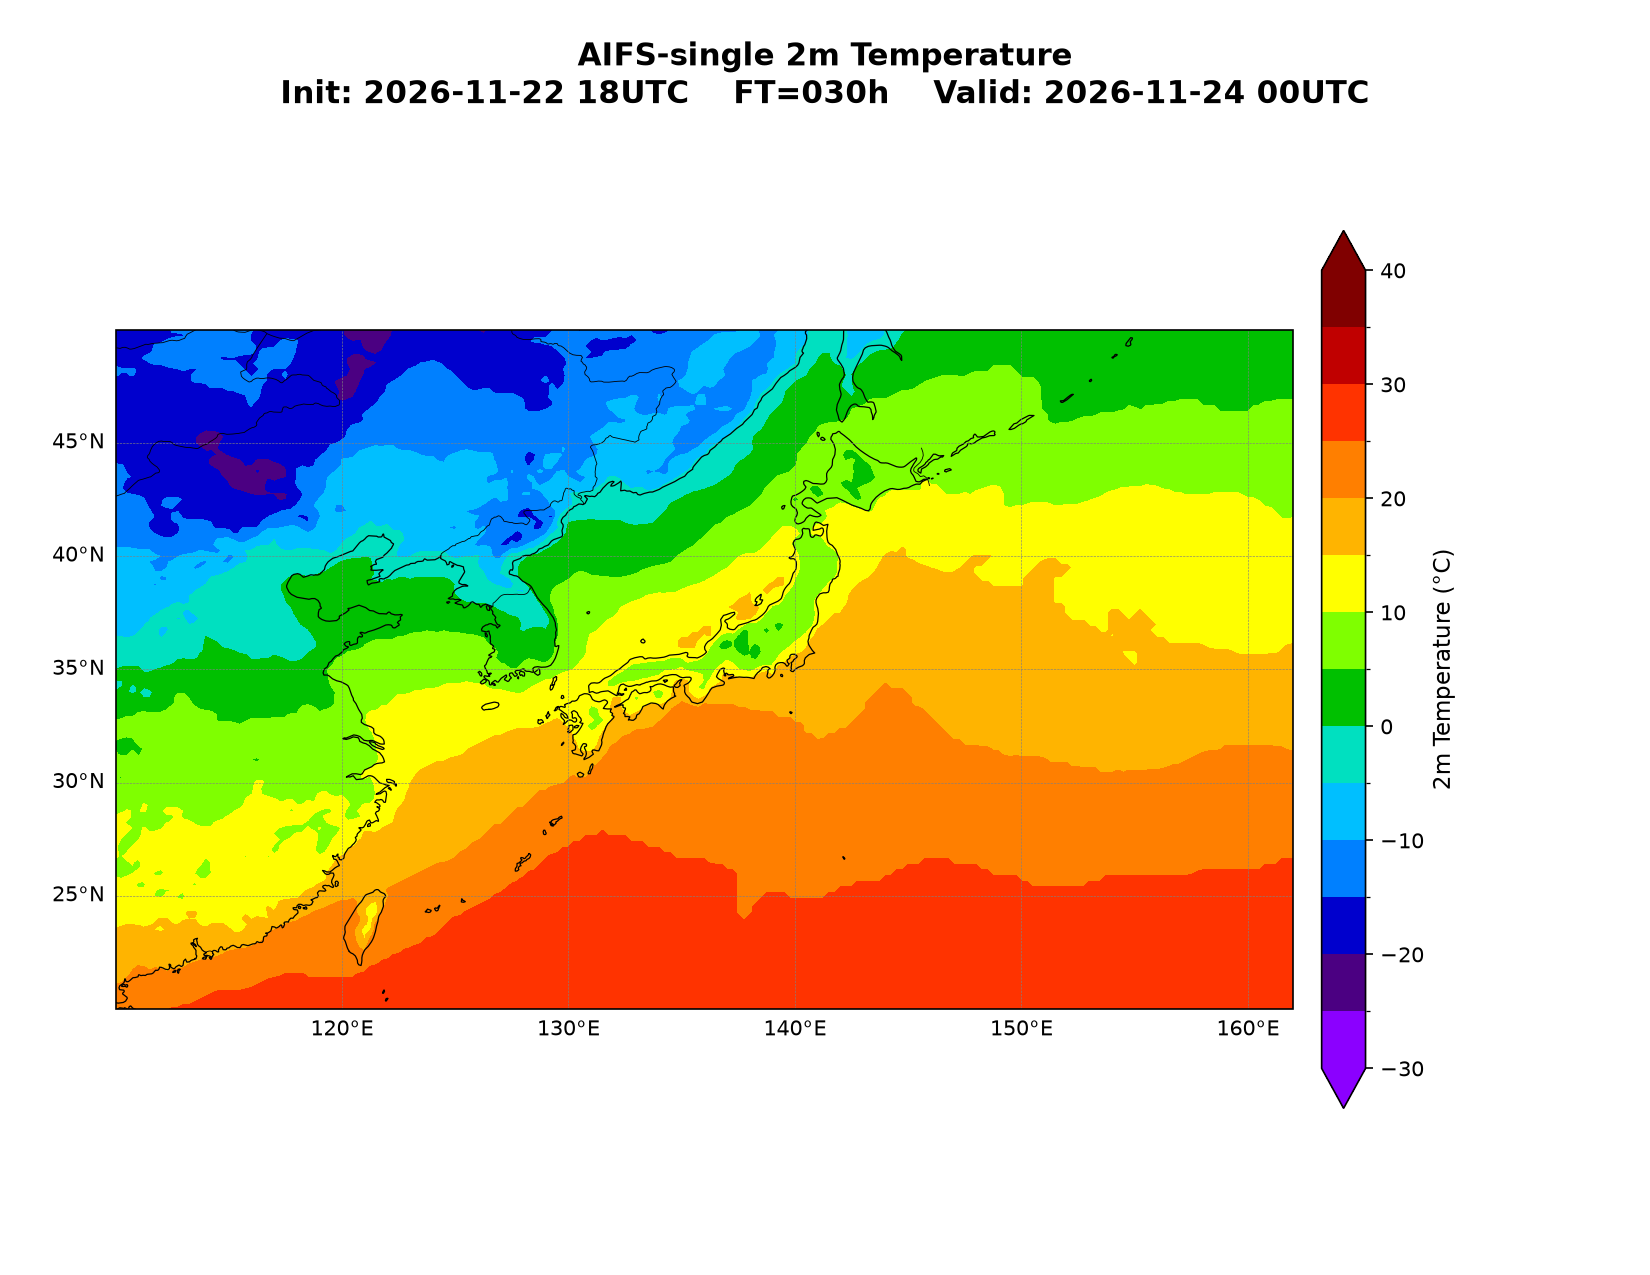 AIFS-single 2m Temperature
Init: 2026-11-22 18UTC    FT=030h    Valid: 2026-11-24 00UTC
45°N
40°N
35°N
30°N
25°N
120°E
130°E
140°E
150°E
160°E
40
30
20
10
0
−10
−20
−30
2m Temperature (°C)